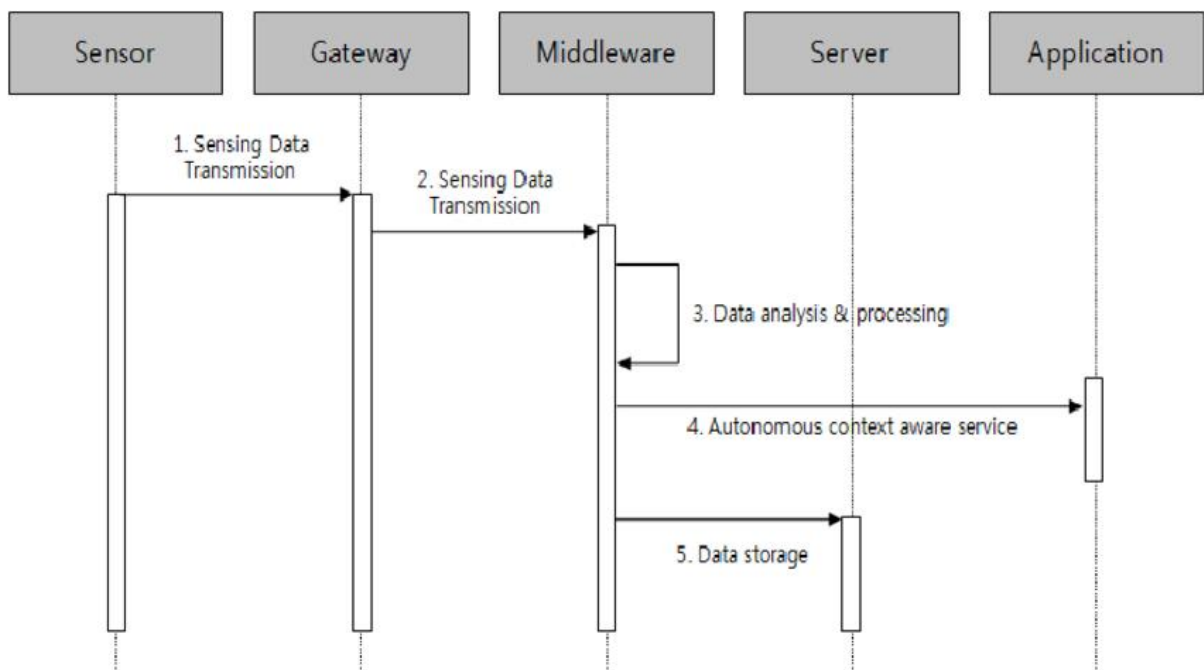 Sensor
Gateway
Middleware
Server
Application
1. Sensing Data
Transmission
2. Sensing Data
Transmission
3. Data analysis & processing
4. Autonomous context aware service
5. Data storage